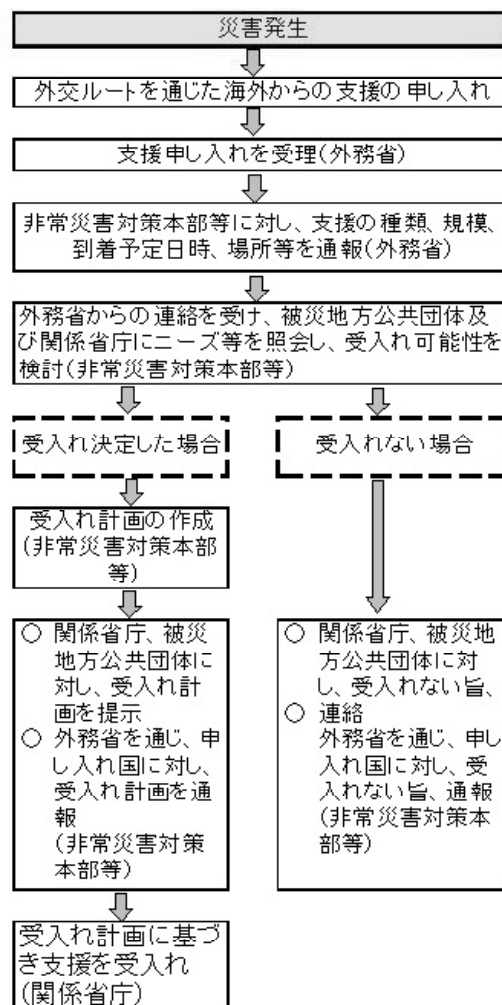 災害発生
外交ルートを通じた海外からの支援の申し入れ
支援申し入れを受理(外務省)
非常災害対策本部等に対し、支援の種類、規模、
到着予定日時、場所等を通報(外務省)
外務省からの連絡を受け、被災地方公共団体及
び関係省庁にニーズ等を照会し、受入れ可能性を
検討(非常災害対策本部等)
受入れ決定した場合
受入れ計画の作成
(非常災害対策本部
等)
○ 関係省庁、被災
地方公共団体に
対し、受入れ計
画を提示
○ 外務省を通じ、申
し入れ国に対し、
受入れ計画を通
報
(非常災害対策
本部等)
受入れ計画に基づ
き支援を受入れ
(関係省庁)
受入れない場合
○ 関係省庁、被災地
方公共団体に対
し、受入れない旨、
○ 連絡
外務省を通じ、申し
入れ国に対し、受
入れない旨、通報
(非常災害対策本
部等)